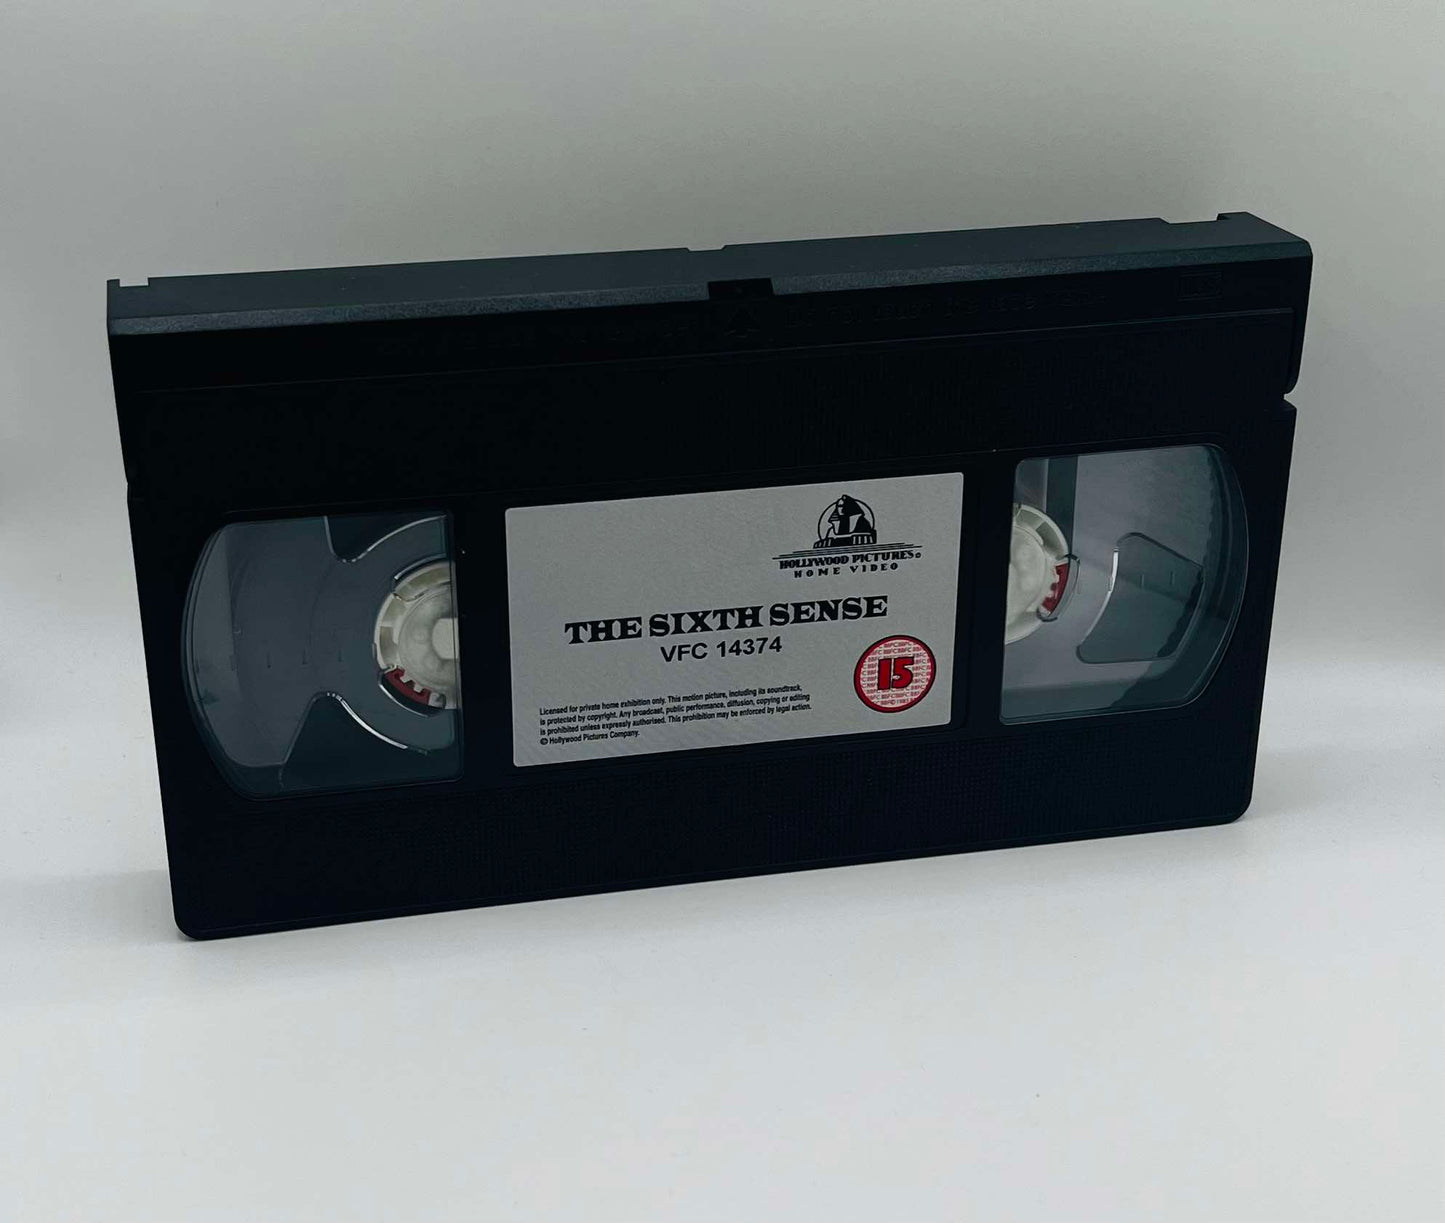 HOLLYWOOD PICTURES
HOME VIDEO
THE SIXTH SENSE
VFC 14374
15
Licensed for private home exhibition only. This motion picture, including its soundtrack,
is protected by copyright. Any broadcast, public performance, diffusion, copying or editing
is prohibited unless expressly authorised. This prohibition may be enforced by legal action.
© Hollywood Pictures Company.